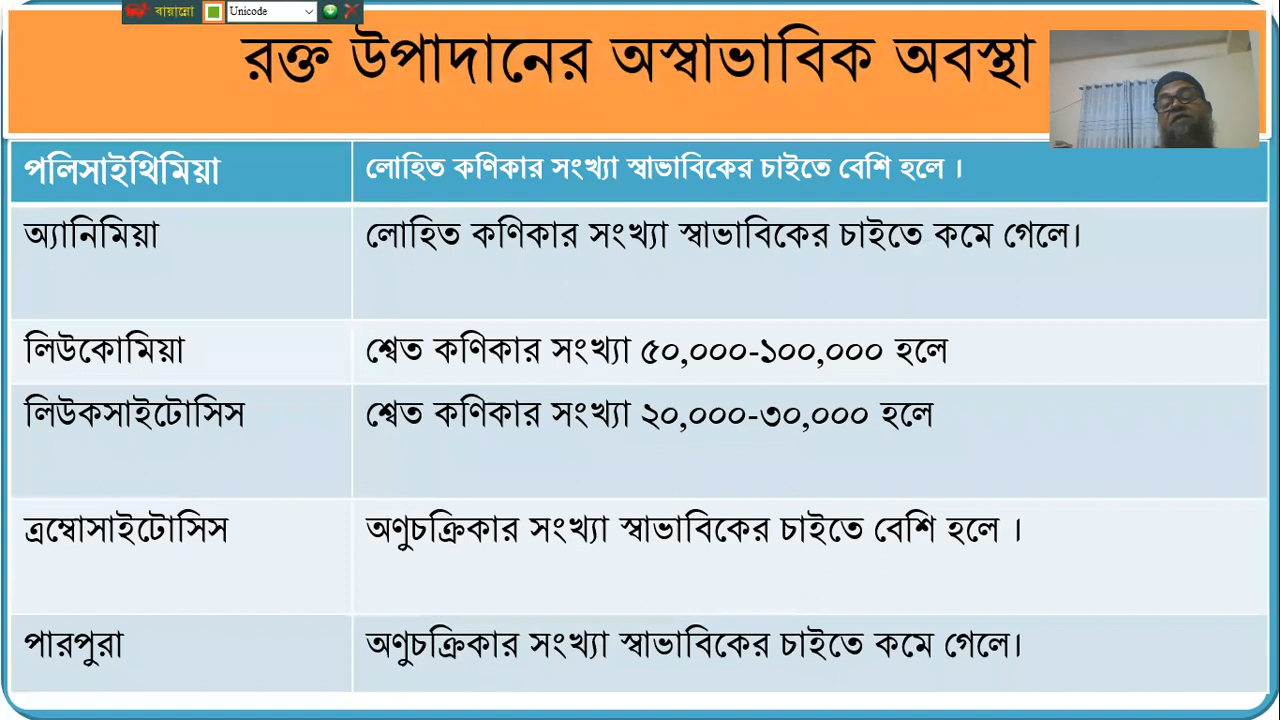 বায়ান্নো Unicode
রক্ত উপাদানের অস্বাভাবিক অবস্থা
পলিসাইথিমিয়া লোহিত কণিকার সংখ্যা স্বাভাবিকের চাইতে বেশি হলে ।
অ্যানিমিয়া লোহিত কণিকার সংখ্যা স্বাভাবিকের চাইতে কমে গেলে।
লিউকোমিয়া শ্বেত কণিকার সংখ্যা ৫০,০০০-১০০,০০০ হলে
লিউকসাইটোসিস শ্বেত কণিকার সংখ্যা ২০,০০০-৩০,০০০ হলে
ত্রম্বোসাইটোসিস অণুচক্রিকার সংখ্যা স্বাভাবিকের চাইতে বেশি হলে ।
পারপুরা অণুচক্রিকার সংখ্যা স্বাভাবিকের চাইতে কমে গেলে।